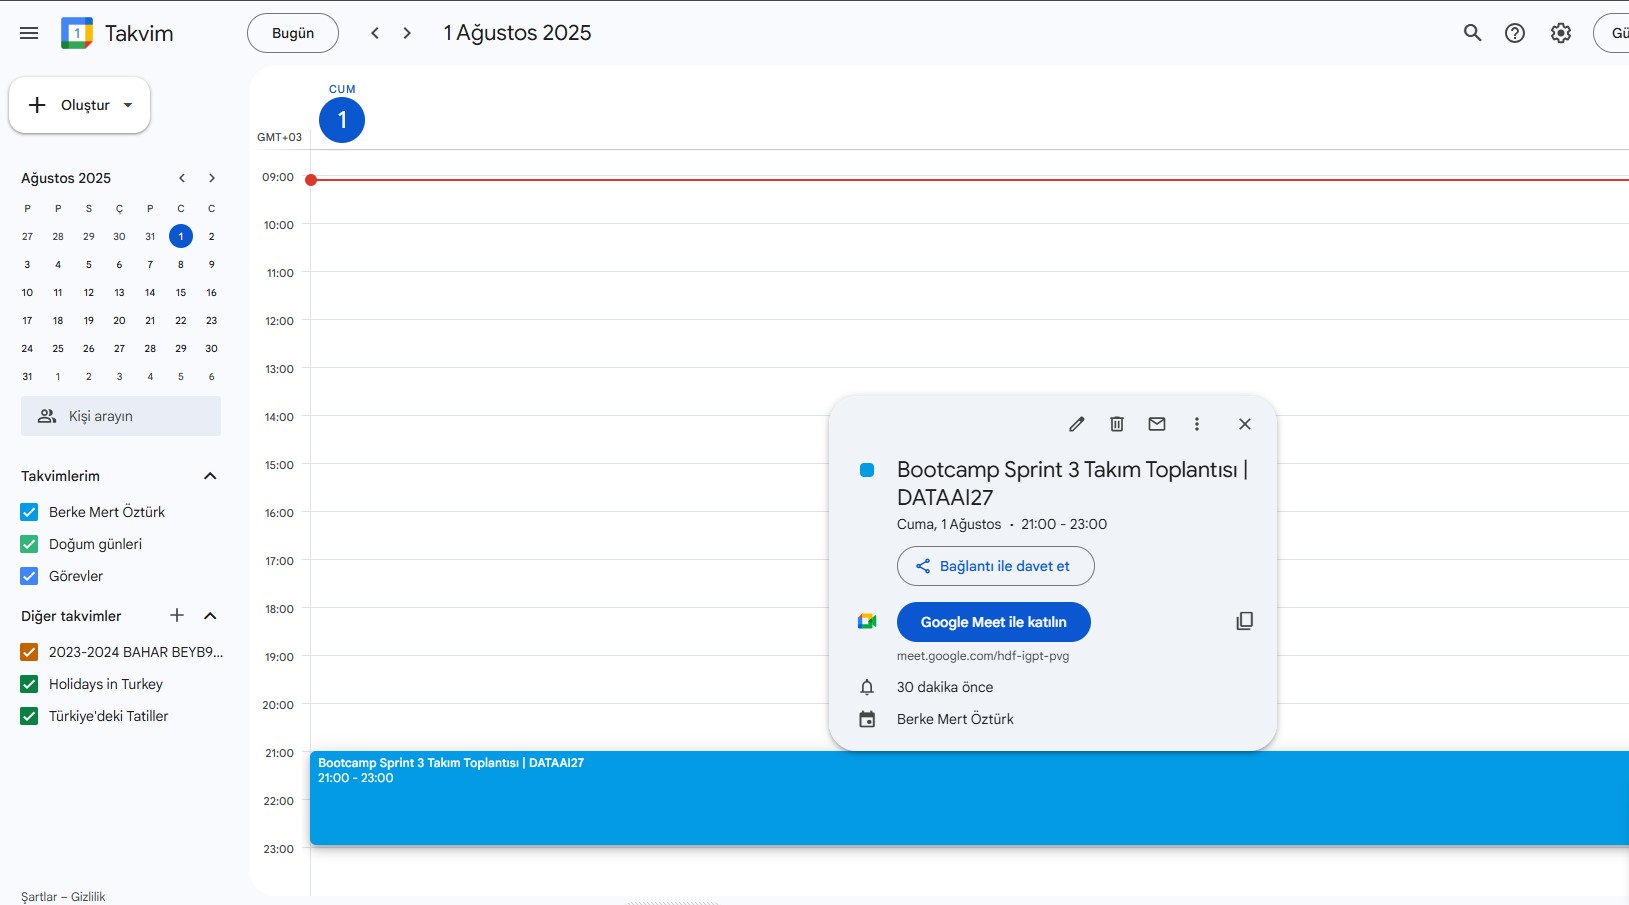 1
Takvim
Bugün
1 Ağustos 2025
Gü
Oluştur
Ağustos 2025
P P S Ç P C C
27 28 29 30 31 1 2
3 4 5 6 7 8 9
10 11 12 13 14 15 16
17 18 19 20 21 22 23
24 25 26 27 28 29 30
31 1 2 3 4 5 6
Kişi arayın
Takvimlerim
Berke Mert Öztürk
Doğum günleri
Görevler
Diğer takvimler
2023-2024 BAHAR BEYB9...
Holidays in Turkey
Türkiye'deki Tatiller
Şartlar – Gizlilik
CUM
1
GMT+03
09:00
10:00
11:00
12:00
13:00
14:00
15:00
16:00
17:00
18:00
19:00
20:00
21:00
22:00
23:00
Bootcamp Sprint 3 Takım Toplantısı |
DATAAI27
Cuma, 1 Ağustos · 21:00 - 23:00
Bağlantı ile davet et
Google Meet ile katılın
meet.google.com/hdf-igpt-pvg
30 dakika önce
Berke Mert Öztürk
Bootcamp Sprint 3 Takım Toplantısı | DATAAI27
21:00 - 23:00